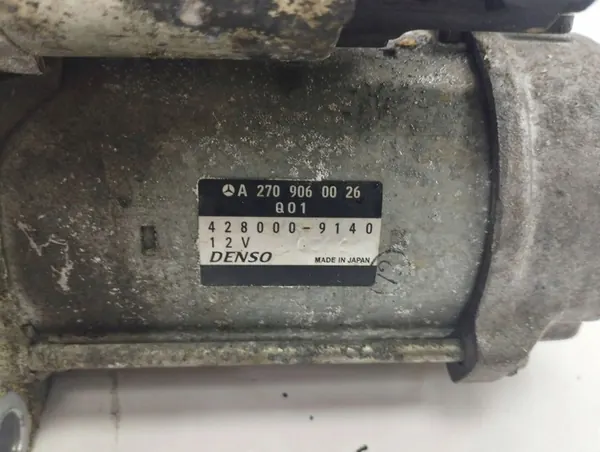 A 270 906 00 26
Q01
428000-9140
12V
DENSO MADE IN JAPAN